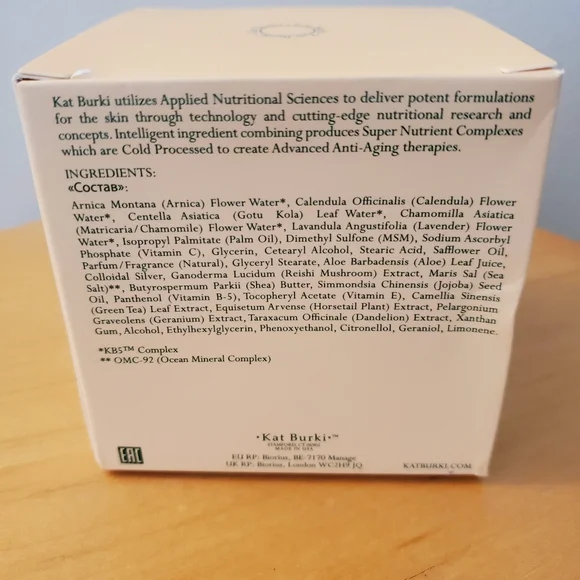 Kat Burki utilizes Applied Nutritional Sciences to deliver potent formulations
for the skin through technology and cutting-edge nutritional research and
concepts. Intelligent ingredient combining produces Super Nutrient Complexes
which are Cold Processed to create Advanced Anti-Aging therapies.
INGREDIENTS:
«Состав»:
Arnica Montana (Arnica) Flower Water*, Calendula Officinalis (Calendula) Flower
Water*, Centella Asiatica (Gotu Kola) Leaf Water*, Chamomilla Asiatica
(Matricaria/Chamomile) Flower Water*, Lavandula Angustifolia (Lavender) Flower
Water*, Isopropyl Palmitate (Palm Oil), Dimethyl Sulfone (MSM), Sodium Ascorbyl
Phosphate (Vitamin C), Glycerin, Cetearyl Alcohol, Stearic Acid, Safflower Oil,
Parfum/Fragrance (Natural), Glyceryl Stearate, Aloe Barbadensis (Aloe) Leaf Juice,
Colloidal Silver, Ganoderma Lucidum (Reishi Mushroom) Extract, Maris Sal (Sea
Salt)**, Butyrospermum Parkii (Shea) Butter, Simmondsia Chinensis (Jojoba) Seed
Oil, Panthenol (Vitamin B-5), Tocopheryl Acetate (Vitamin E), Camellia Sinensis
(Green Tea) Leaf Extract, Equisetum Arvense (Horsetail Plant) Extract, Pelargonium
Graveolens (Geranium) Extract, Taraxacum Officinale (Dandelion) Extract, Xanthan
Gum, Alcohol, Ethylhexylglycerin, Phenoxyethanol, Citronellol, Geraniol, Limonene.
*KB5™ Complex
** OMC-92 (Ocean Mineral Complex)
•Kat Burki•™
STAMFORD, CT
MADE IN USA
EU RP: Biorius, BE-7170 Manage
UK RP: Biorius, London WC2H9JQ
KATBURKI.COM
EAC